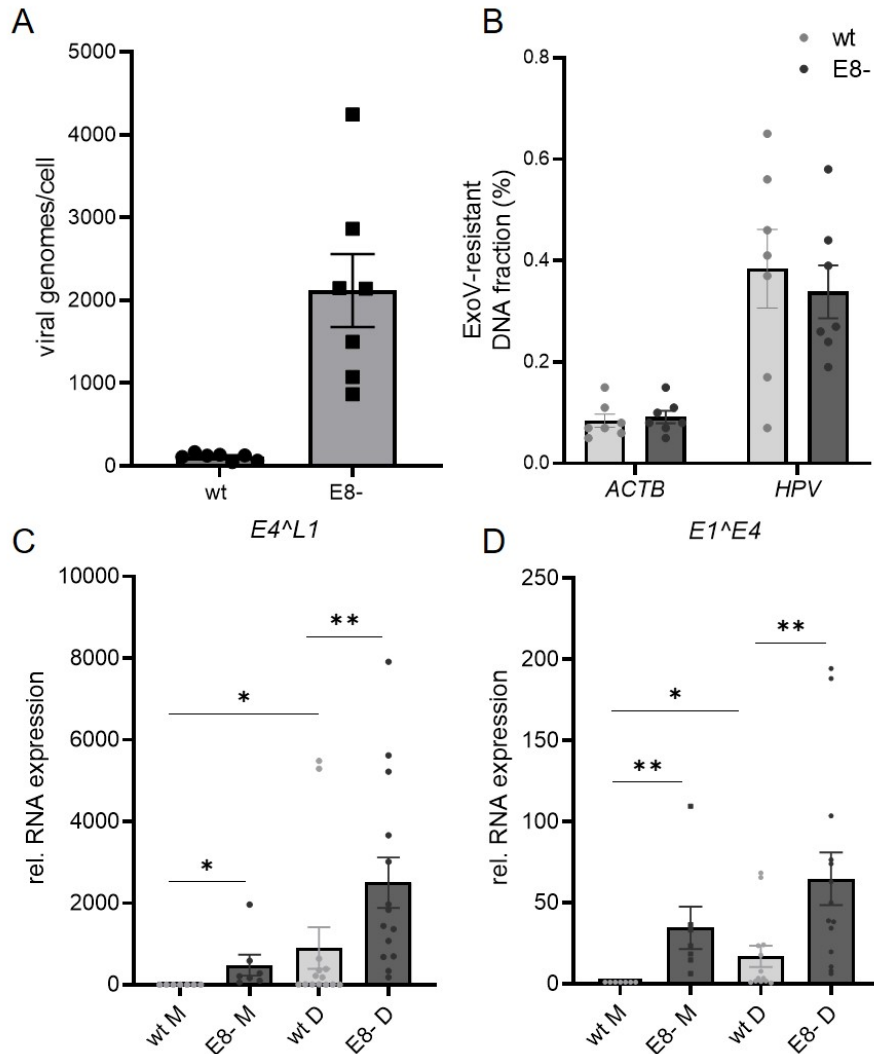 A
viral genomes/cell
5000
4000
3000
2000
1000
0
wt
E8-
B
ExoV-resistant
DNA fraction (%)
0.8
0.6
0.4
0.2
0.0
wt
E8-
ACTB
HPV
C
E4^L1
rel. RNA expression
10000
8000
6000
4000
2000
0
*
*
**
wt M
E8- M
wt D
E8- D
D
E1^E4
rel. RNA expression
250
200
150
100
50
0
**
*
**
wt M
E8- M
wt D
E8- D